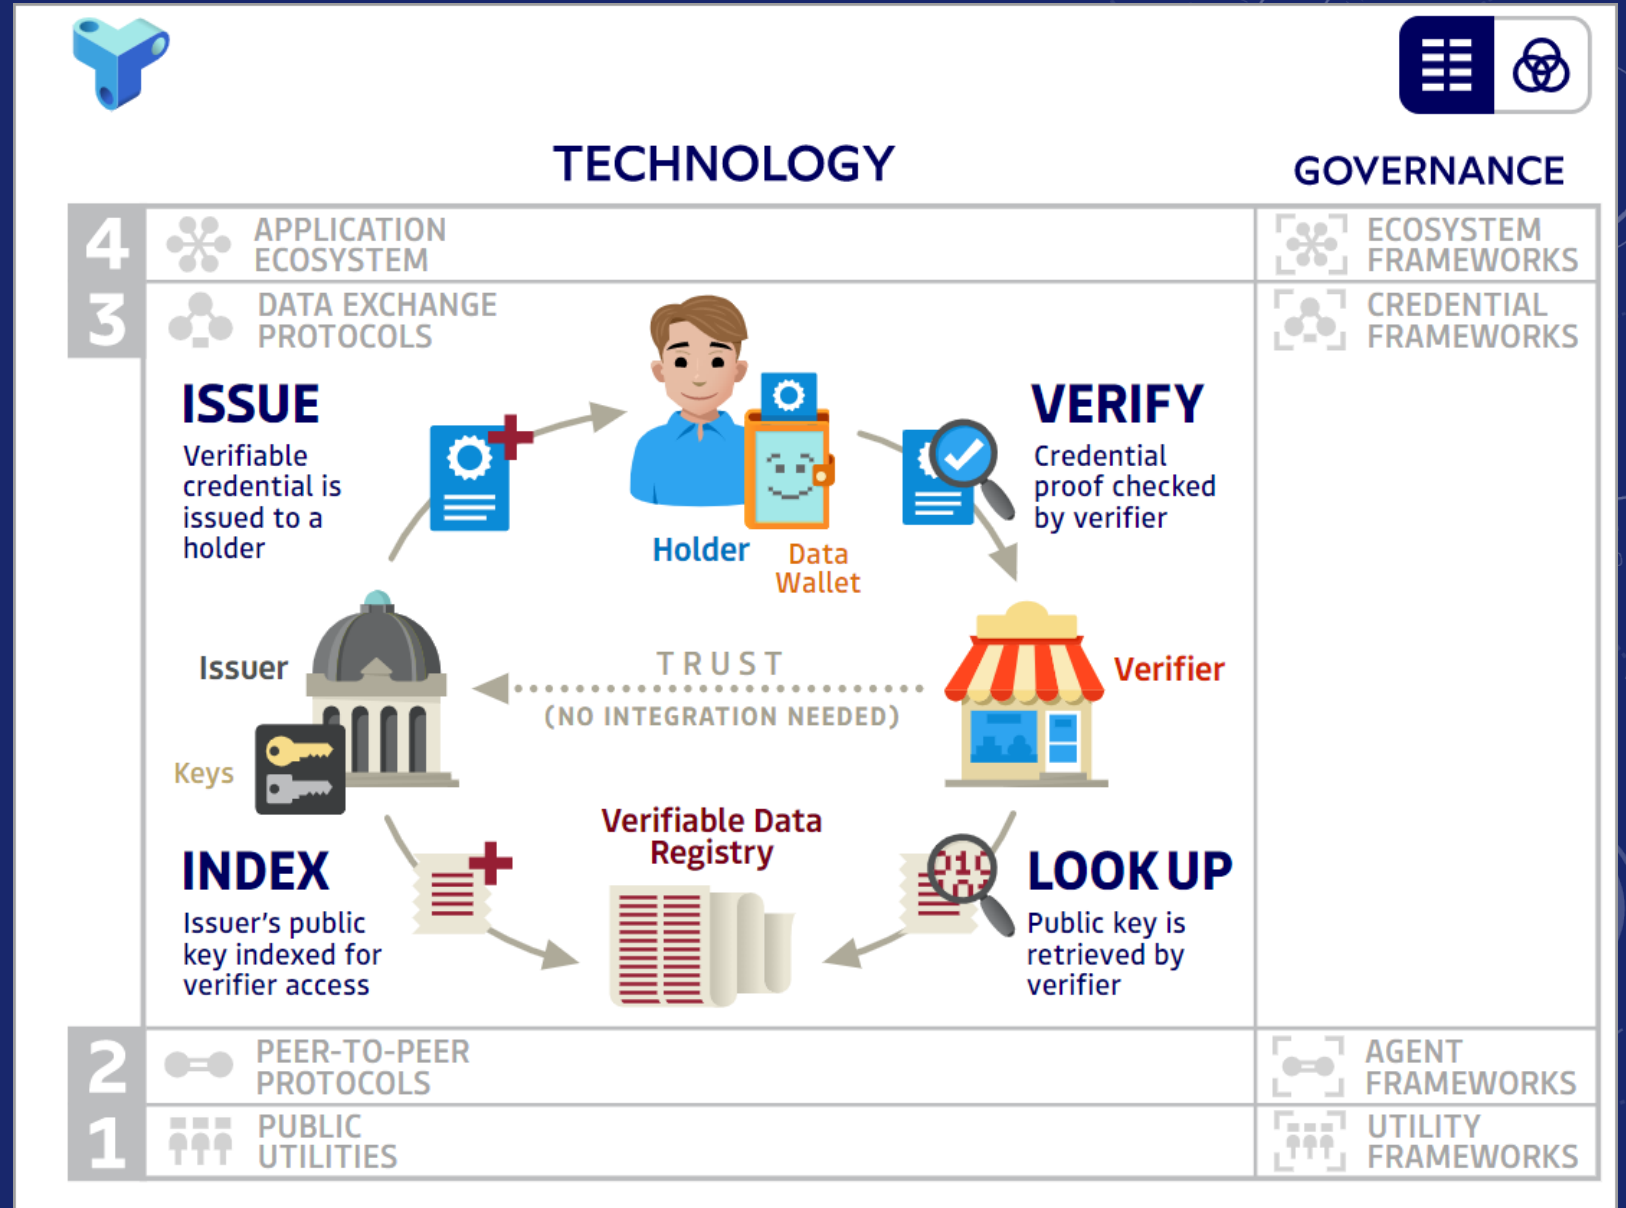 TECHNOLOGY
GOVERNANCE
4
APPLICATION
ECOSYSTEM
ECOSYSTEM
FRAMEWORKS
3
DATA EXCHANGE
PROTOCOLS
CREDENTIAL
FRAMEWORKS
ISSUE
Verifiable
credential is
issued to a
holder
Holder
Data
Wallet
VERIFY
Credential
proof checked
by verifier
Issuer
Keys
TRUST
(NO INTEGRATION NEEDED)
Verifier
INDEX
Issuer's public
key indexed for
verifier access
Verifiable Data
Registry
LOOK UP
Public key is
retrieved by
verifier
2
PEER-TO-PEER
PROTOCOLS
AGENT
FRAMEWORKS
1
PUBLIC
UTILITIES
UTILITY
FRAMEWORKS